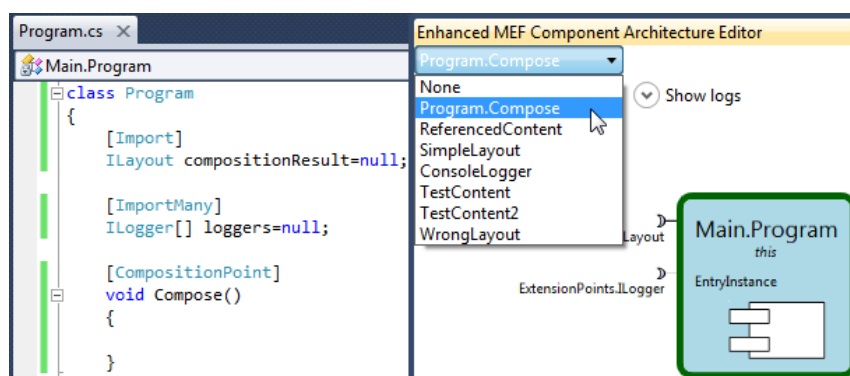 Program.cs
Main.Program
class Program
{
[Import]
ILayout compositionResult=null;
[ImportMany]
ILogger[] loggers=null;
[CompositionPoint]
void Compose()
{
}
Enhanced MEF Component Architecture Editor
Program.Compose
None
Program.Compose
ReferencedContent
SimpleLayout
ConsoleLogger
TestContent
TestContent2
WrongLayout
Show logs
Layout
ExtensionPoints.ILogger
Main.Program
this
EntryInstance